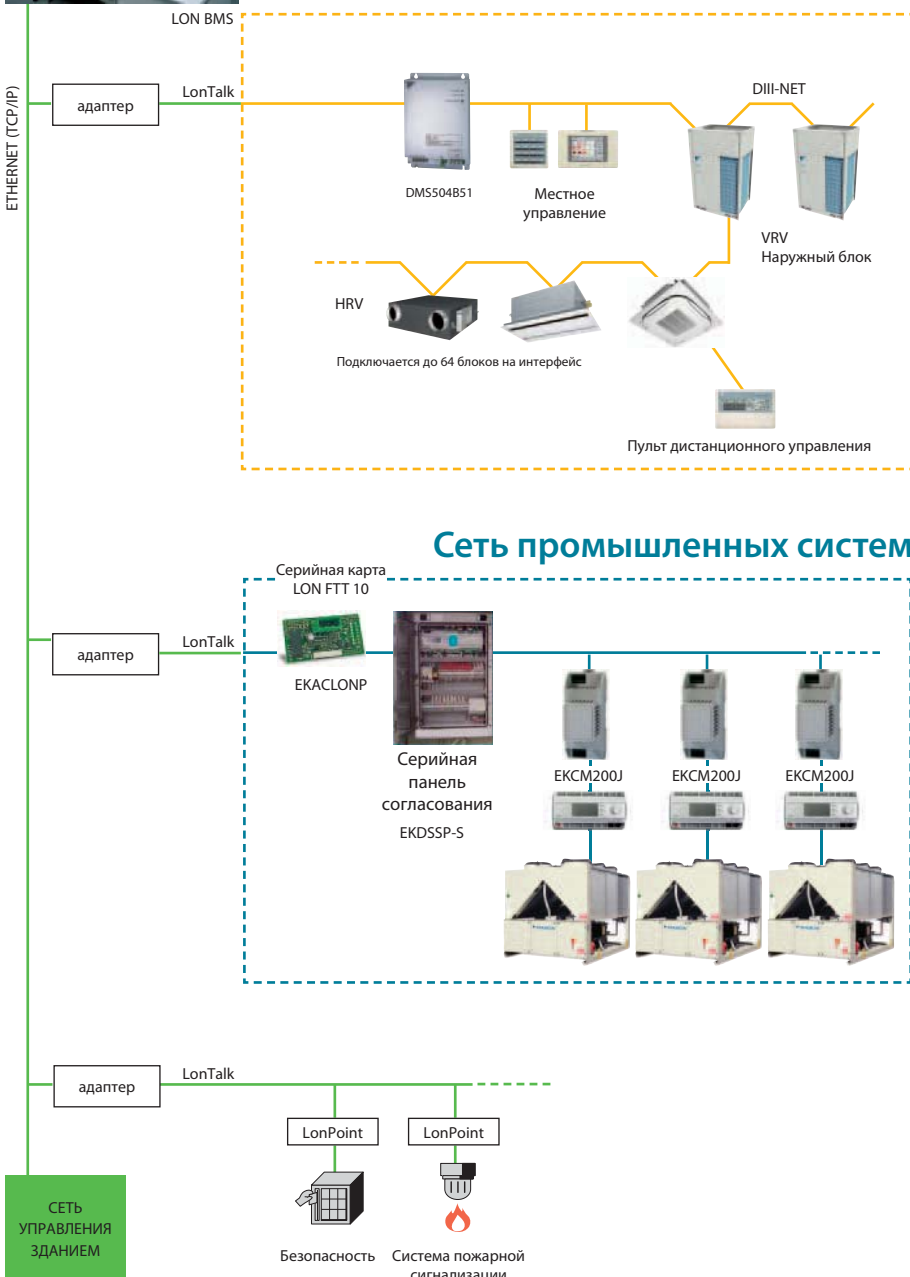 LON BMS
ETHERNET (TCP/IP)
адаптер
LonTalk
DIII-NET
DMS504B51
Местное
управление
VRV
Наружный блок
HRV
Подключается до 64 блоков на интерфейс
Пульт дистанционного управления
Сеть промышленных систем
Серийная карта
LON FTT 10
адаптер
LonTalk
EKACLONP
Серийная
панель
согласования
EKDSSP-S
EKCM200J
EKCM200J
EKCM200J
адаптер
LonTalk
LonPoint
LonPoint
СЕТЬ
УПРАВЛЕНИЯ
ЗДАНИЕМ
Безопасность
Система пожарной
сигнализации